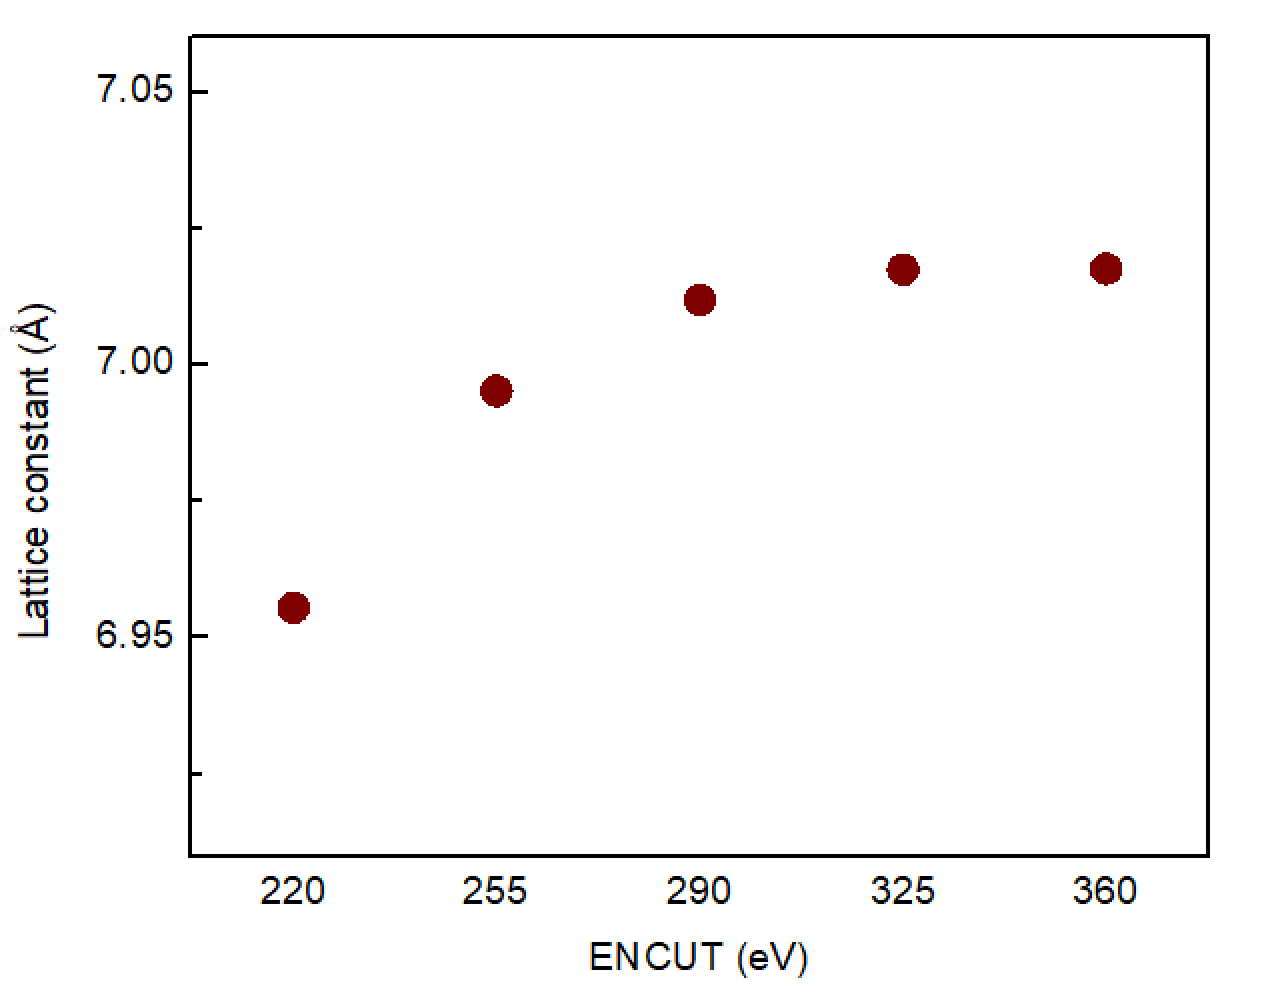 7.05
7.00
6.95
Lattice constant (Å)
220 255 290 325 360
ENCUT (eV)